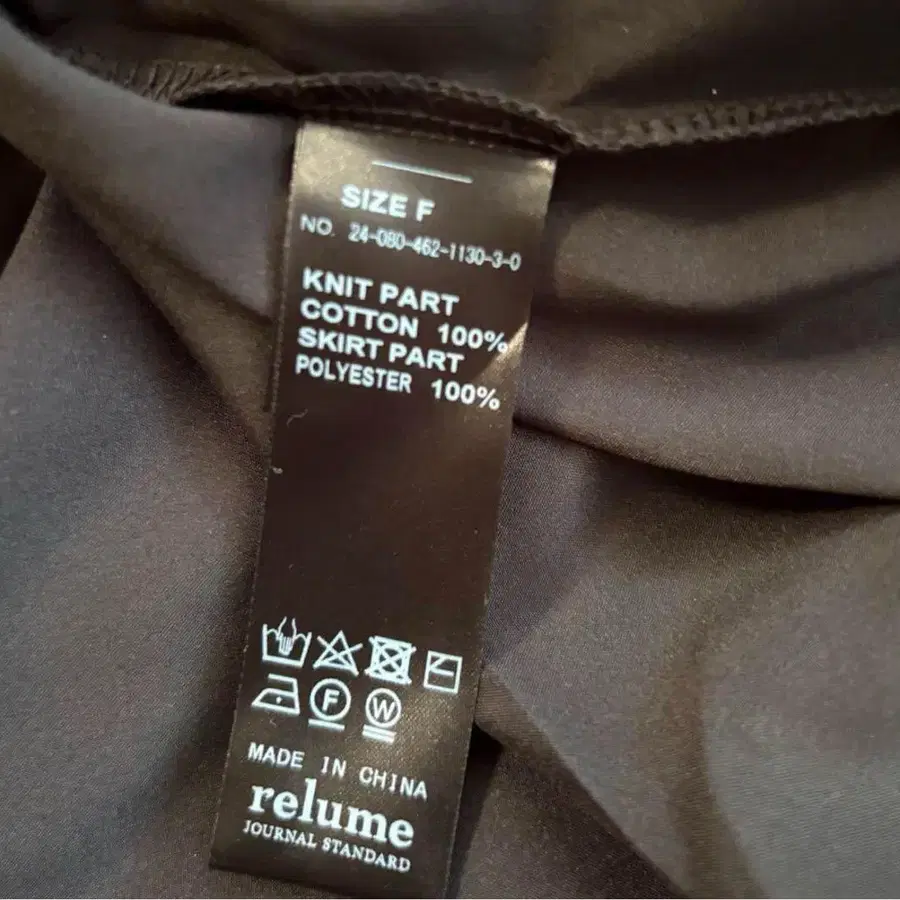 SIZE F
NO. 24-080-462-1130-3-0
KNIT PART
COTTON 100%
SKIRT PART
POLYESTER 100%
F W
MADE IN CHINA
relume
JOURNAL STANDARD